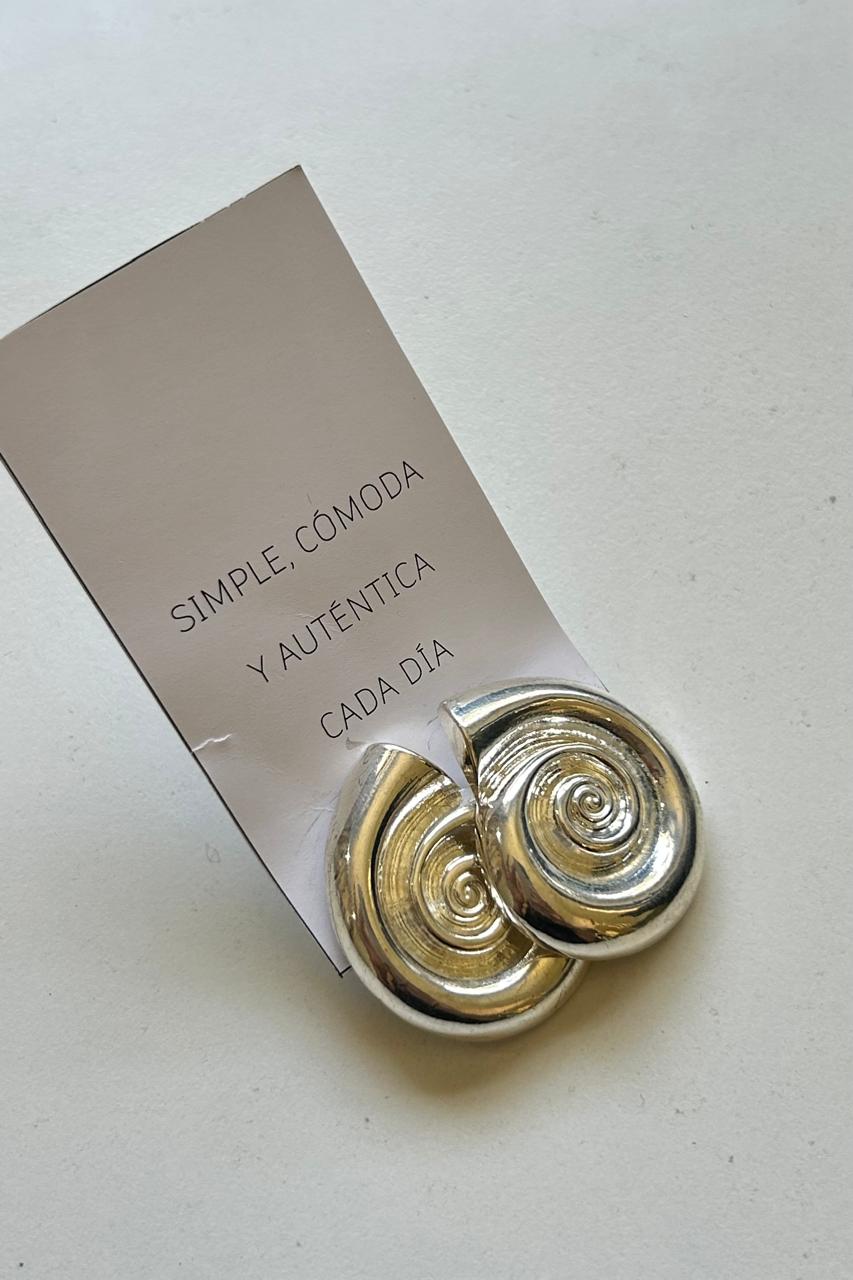 SIMPLE, CÓMODA
Y AUTÉNTICA
CADA DÍA